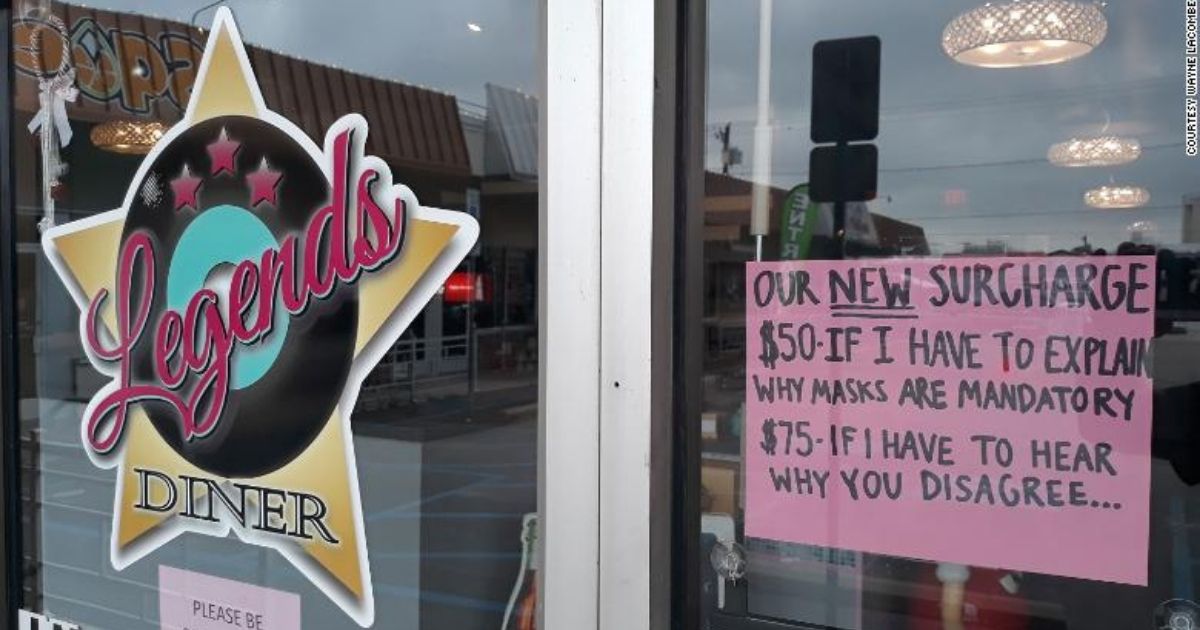 Legends
DINER
PLEASE BE
OUR NEW SURCHARGE
$50-IF I HAVE TO EXPLAIN
WHY MASKS ARE MANDATORY
$75-IF I HAVE TO HEAR
WHY YOU DISAGREE...
ENTR
COURTESY WAYNE LACOMBE